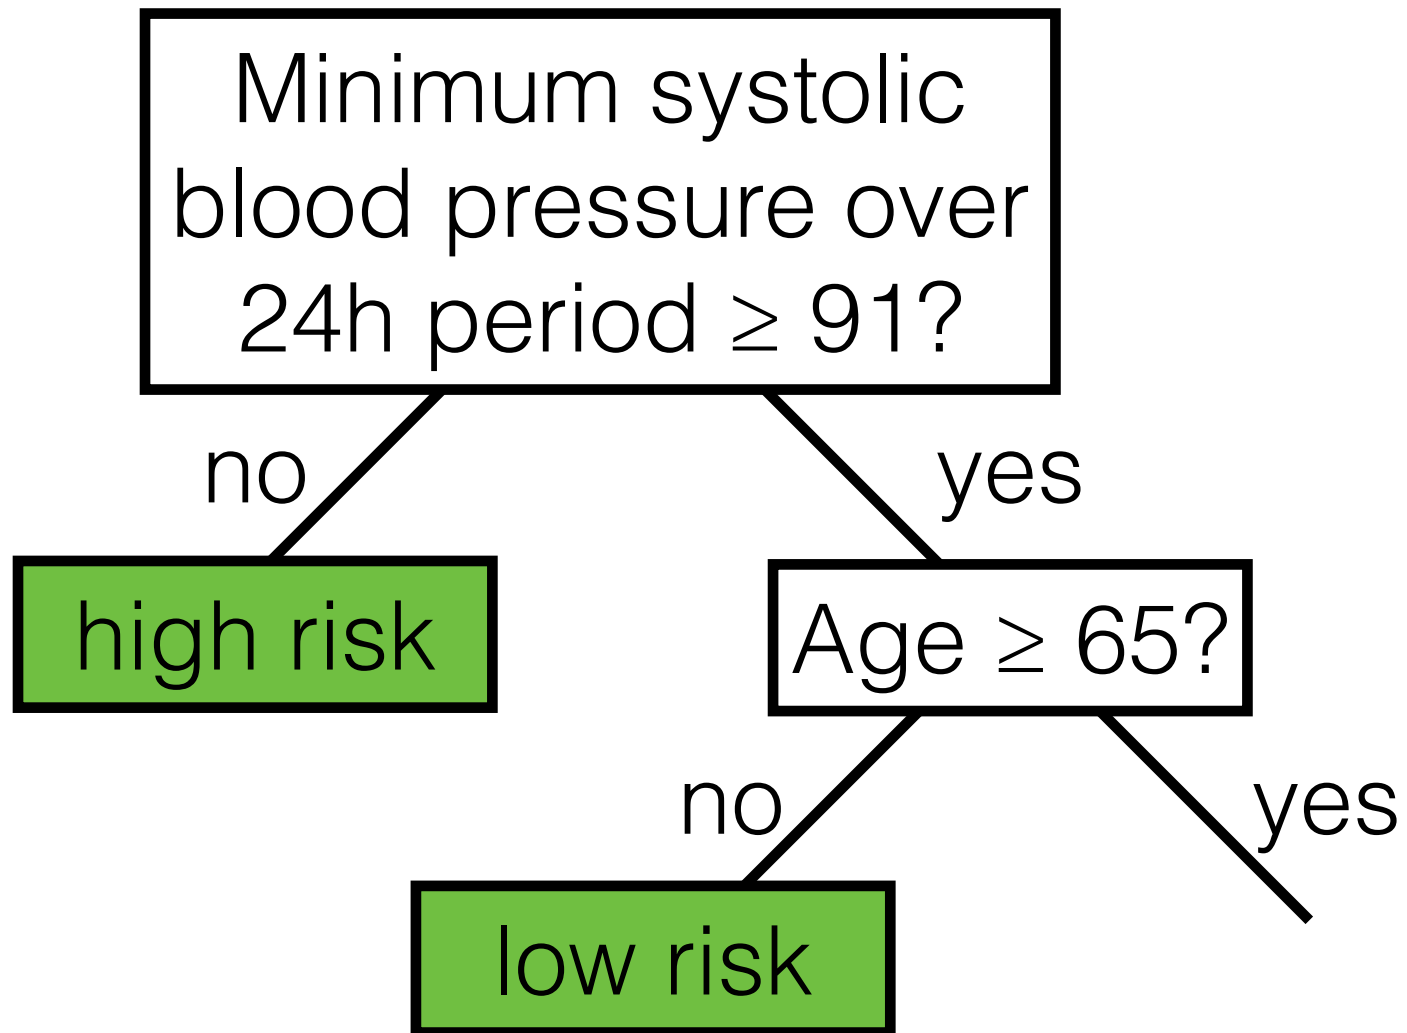 Minimum systolic
blood pressure over
24h period ≥ 91?
no
yes
high risk
Age ≥ 65?
no
yes
low risk